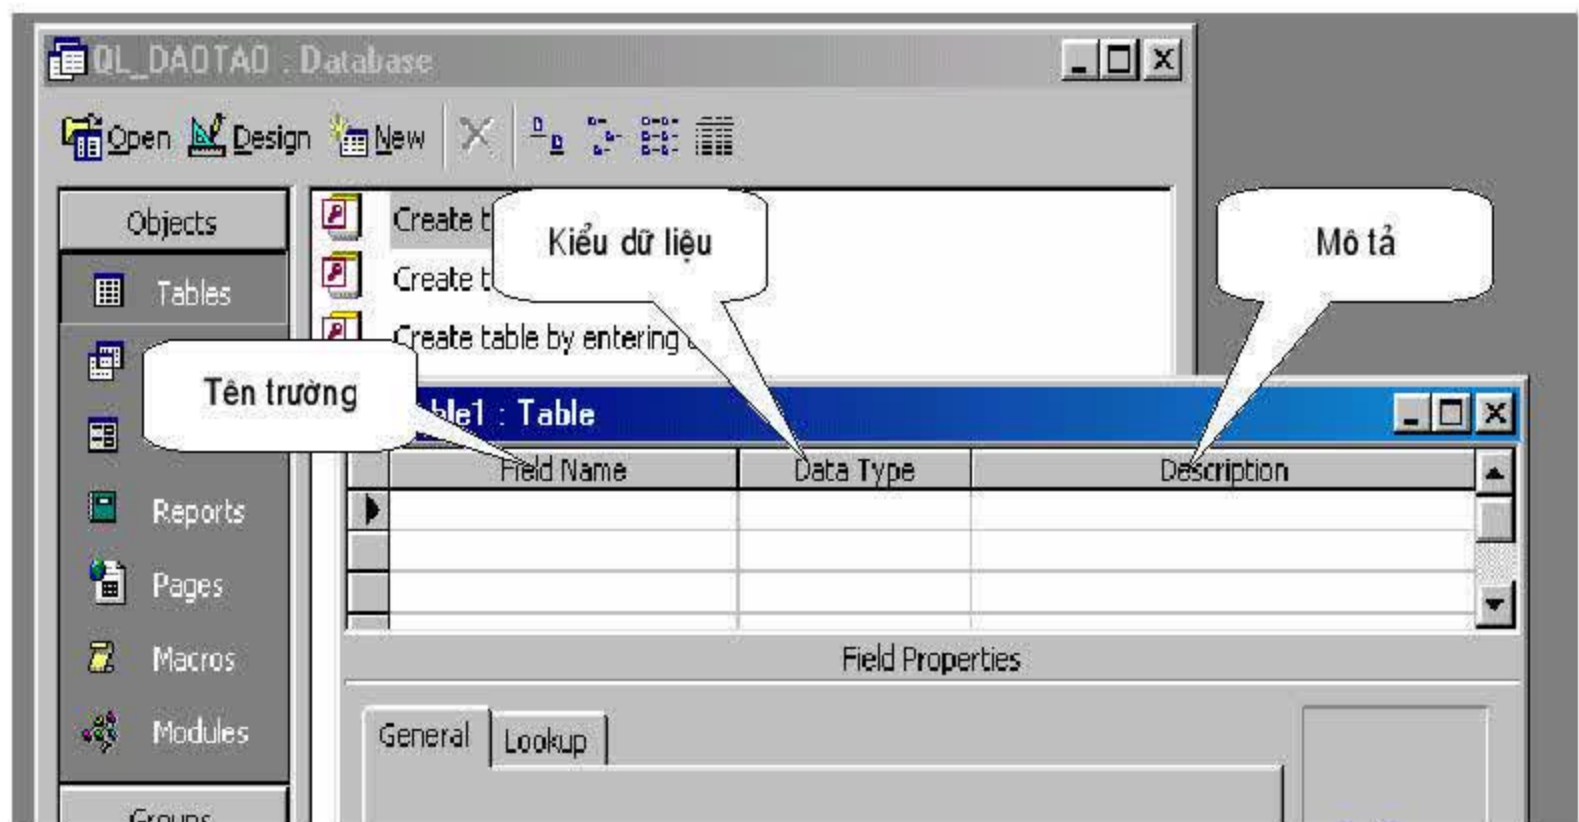 QL_DAOTAO : Database
Open Design New
Objects
Create t
Kiểu dữ liệu
Mô tả
Tables
Create t
Create table by entering
Tên trường
ble1 : Table
Field Name Data Type Description
Reports
Pages
Field Properties
Macros
Modules
General Lookup
Groups